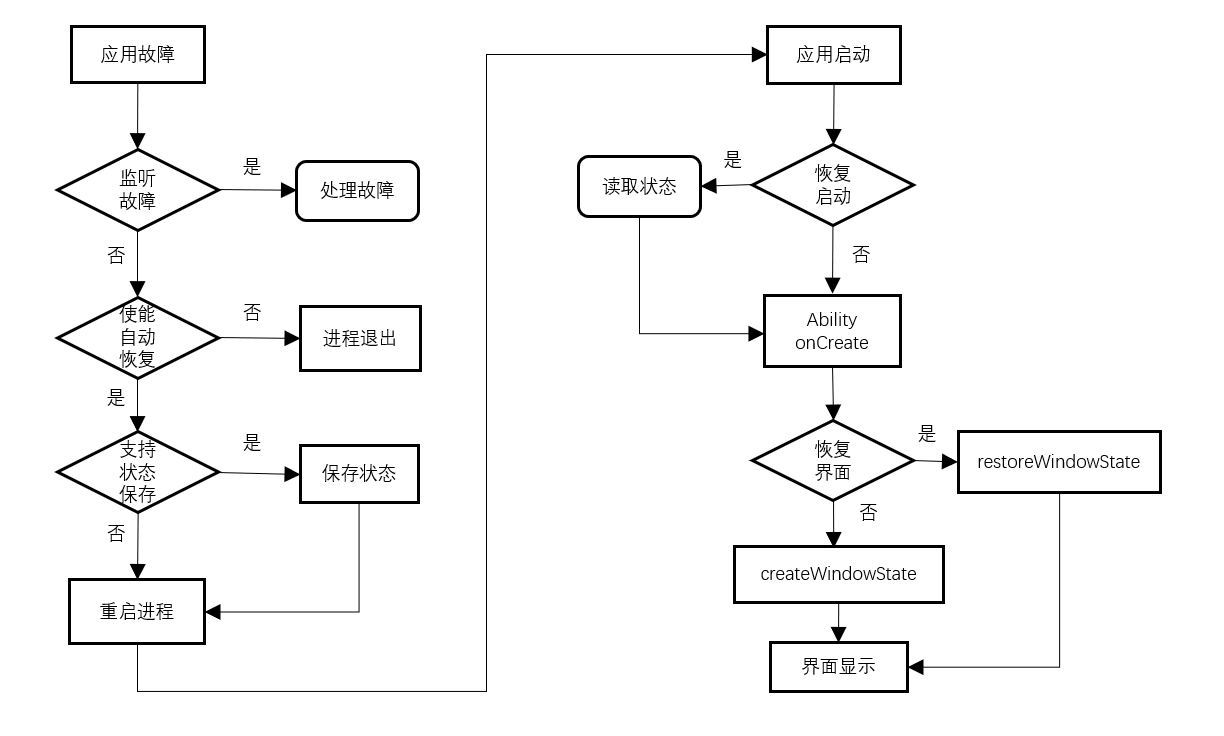 应用故障
监听
故障
是
处理故障
否
使能
自动
恢复
否
进程退出
是
支持
状态
保存
是
保存状态
否
重启进程
应用启动
恢复
启动
是
读取状态
否
Ability
onCreate
恢复
界面
是
restoreWindowState
否
createWindowState
界面显示